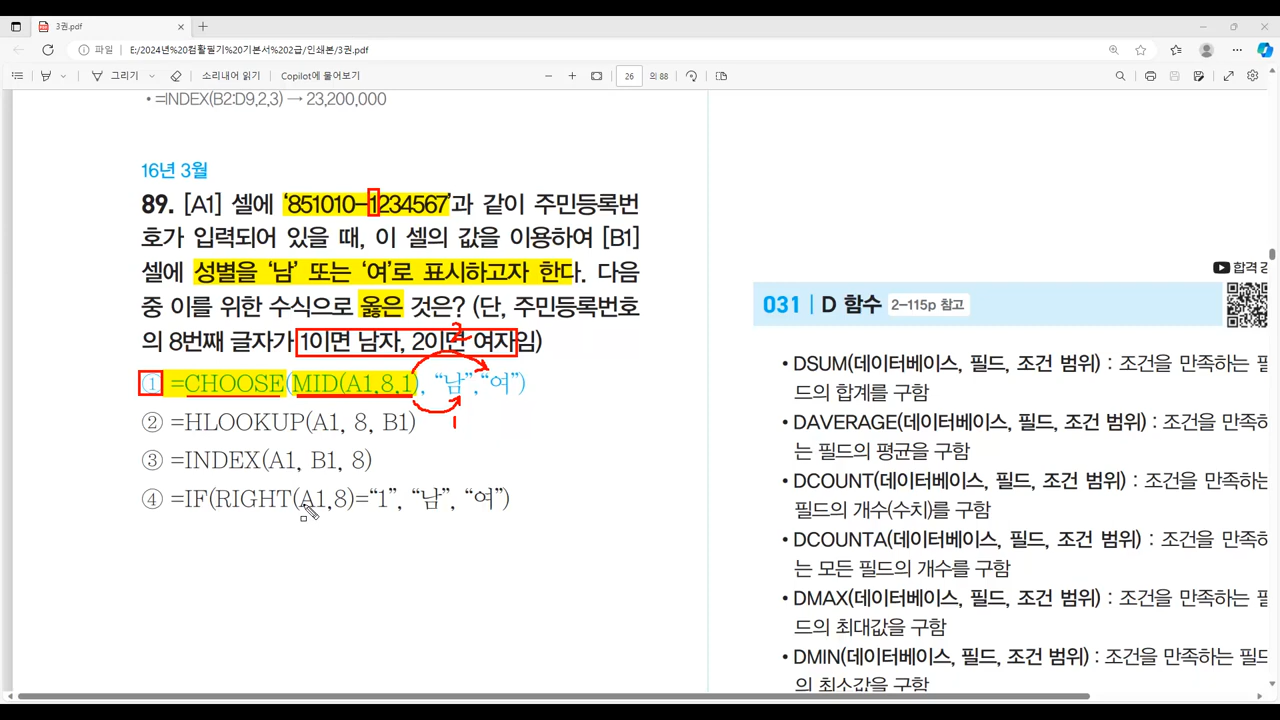 3권.pdf
파일 E:/2024년%20컴활필기%20기본서%202급/인쇄본/3권.pdf
그리기 소리내어 읽기 Copilot에 물어보기 26 의 88
• =INDEX(B2:D9,2,3) → 23,200,000
16년 3월
89. [A1] 셀에 ‘851010-1234567’과 같이 주민등록번
호가 입력되어 있을 때, 이 셀의 값을 이용하여 [B1]
셀에 성별을 ‘남’ 또는 ‘여’로 표시하고자 한다. 다음
중 이를 위한 수식으로 옳은 것은? (단, 주민등록번호
의 8번째 글자가 1이면 남자, 2이면 여자임)
2
① =CHOOSE(MID(A1,8,1), “남”,“여”)
1
② =HLOOKUP(A1, 8, B1)
③ =INDEX(A1, B1, 8)
④ =IF(RIGHT(A1,8)=“1”, “남”, “여”)
합격
031 D 함수 2-115p 참고
• DSUM(데이터베이스, 필드, 조건 범위) : 조건을 만족하는 필
드의 합계를 구함
• DAVERAGE(데이터베이스, 필드, 조건 범위) : 조건을 만족하
는 필드의 평균을 구함
• DCOUNT(데이터베이스, 필드, 조건 범위) : 조건을 만족하는
필드의 개수(수치)를 구함
• DCOUNTA(데이터베이스, 필드, 조건 범위) : 조건을 만족하
는 모든 필드의 개수를 구함
• DMAX(데이터베이스, 필드, 조건 범위) : 조건을 만족하는 필
드의 최대값을 구함
• DMIN(데이터베이스, 필드, 조건 범위) : 조건을 만족하는 필드
의 최소값을 구함